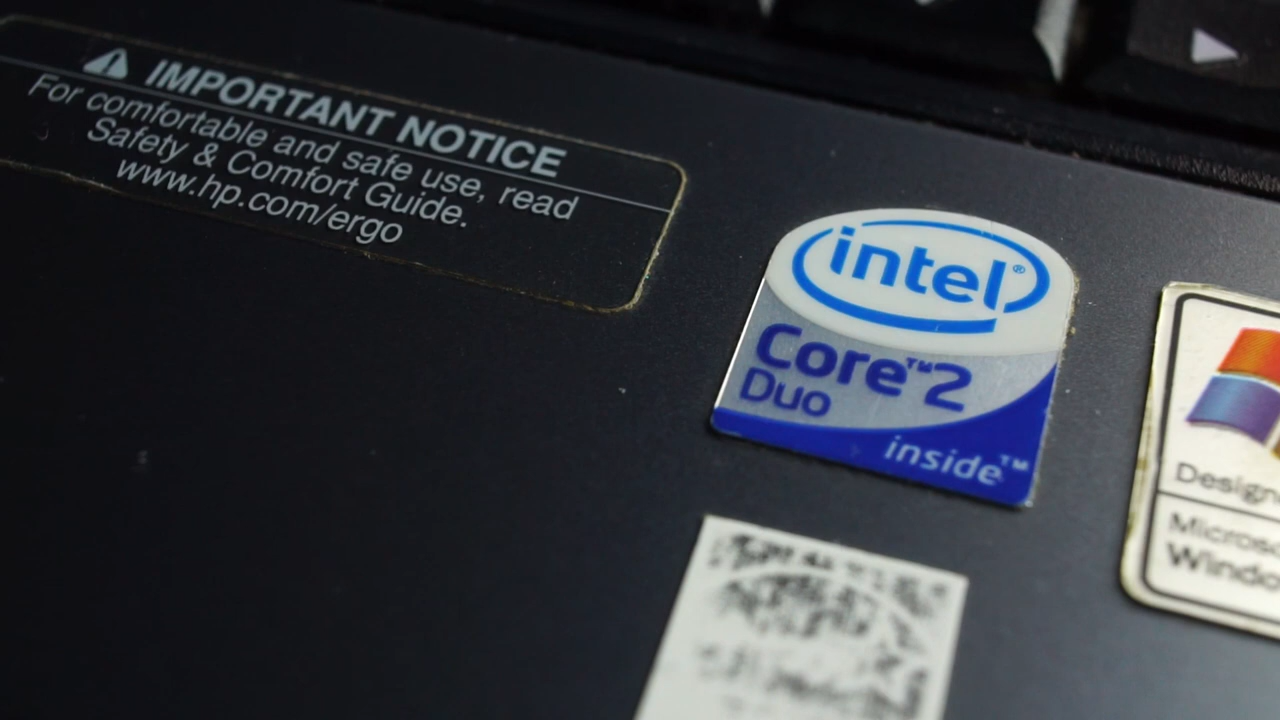 IMPORTANT NOTICE
For comfortable and safe use, read
Safety & Comfort Guide.
www.hp.com/ergo
intel®
Core™2
Duo
inside™